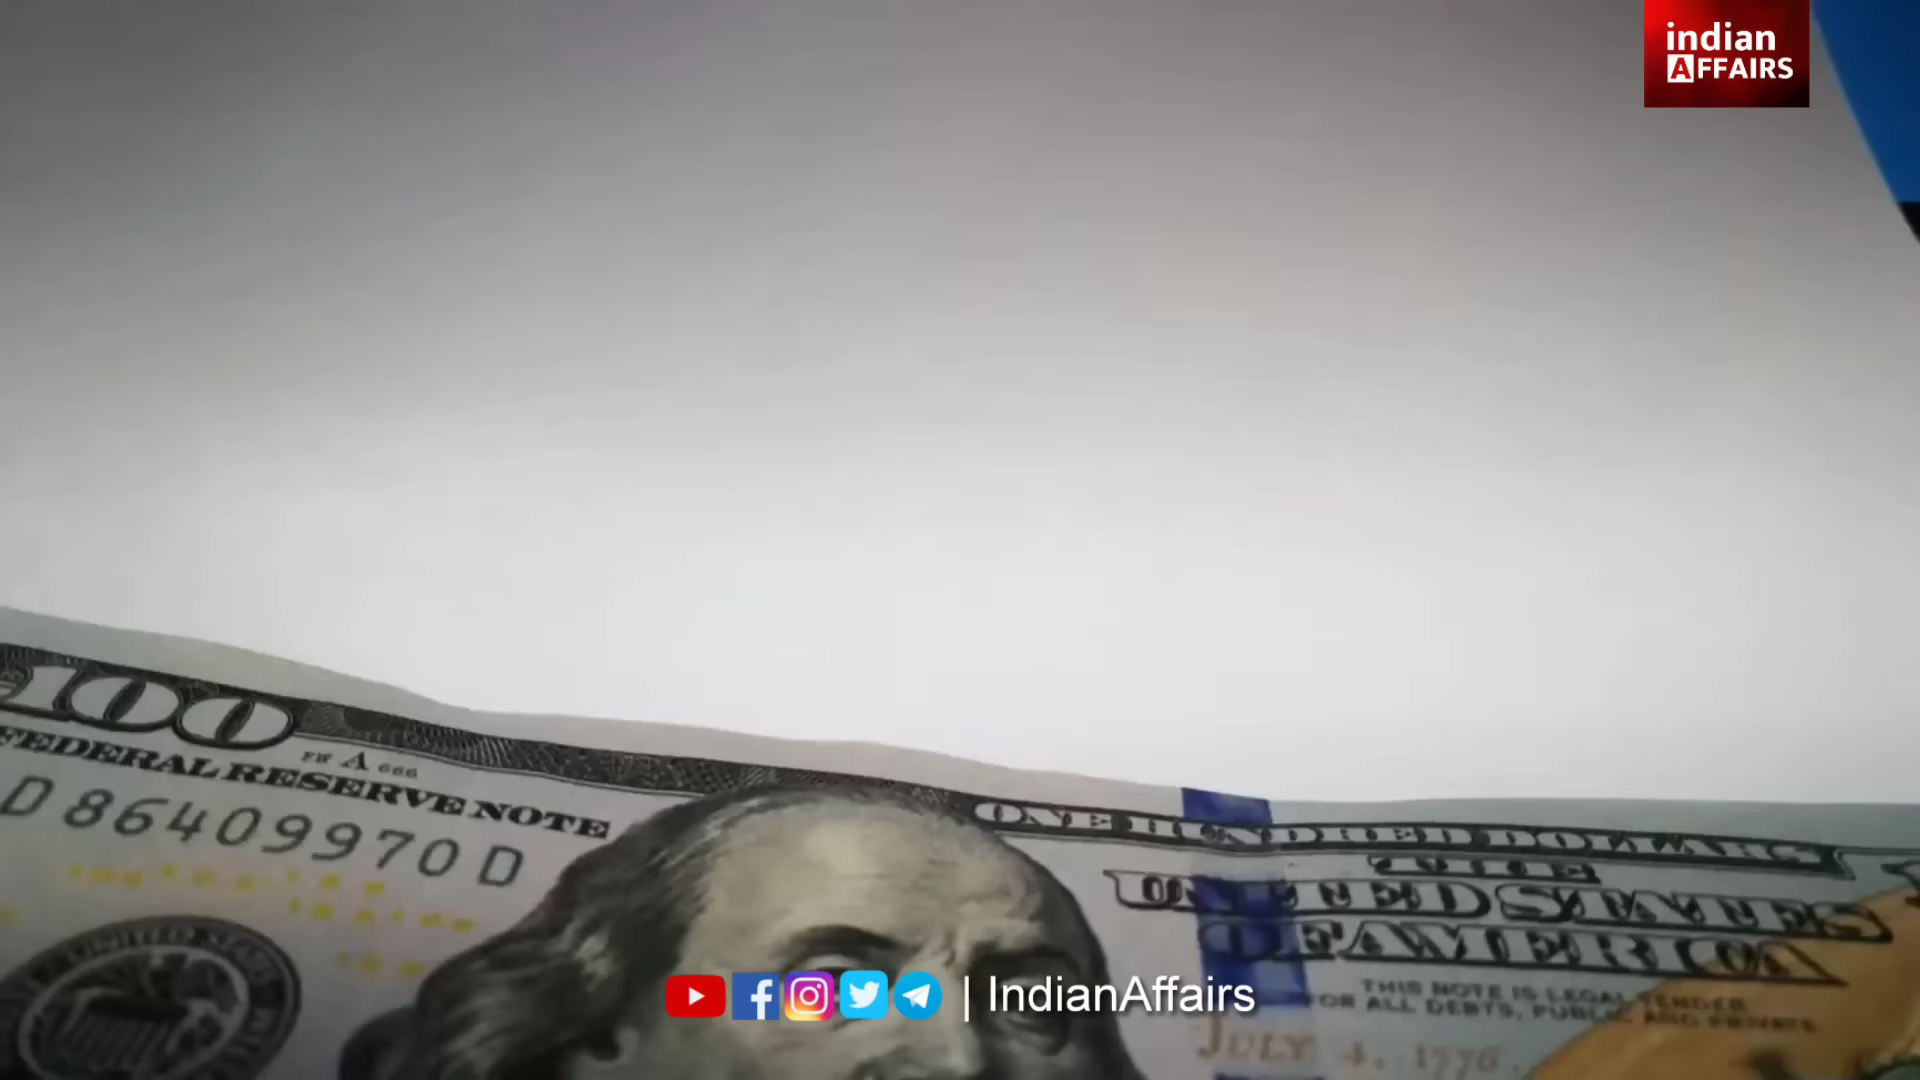 indian
AFFAIRS
100
FW A 666
FEDERAL RESERVE NOTE
D 86409970 D
ONE HUNDRED DOLLARS
THE
UNITED STATES
OF AMERICA
THIS NOTE IS LEGAL TENDER
FOR ALL DEBTS, PUBLIC AND PRIVATE
JULY 4, 1776
| IndianAffairs